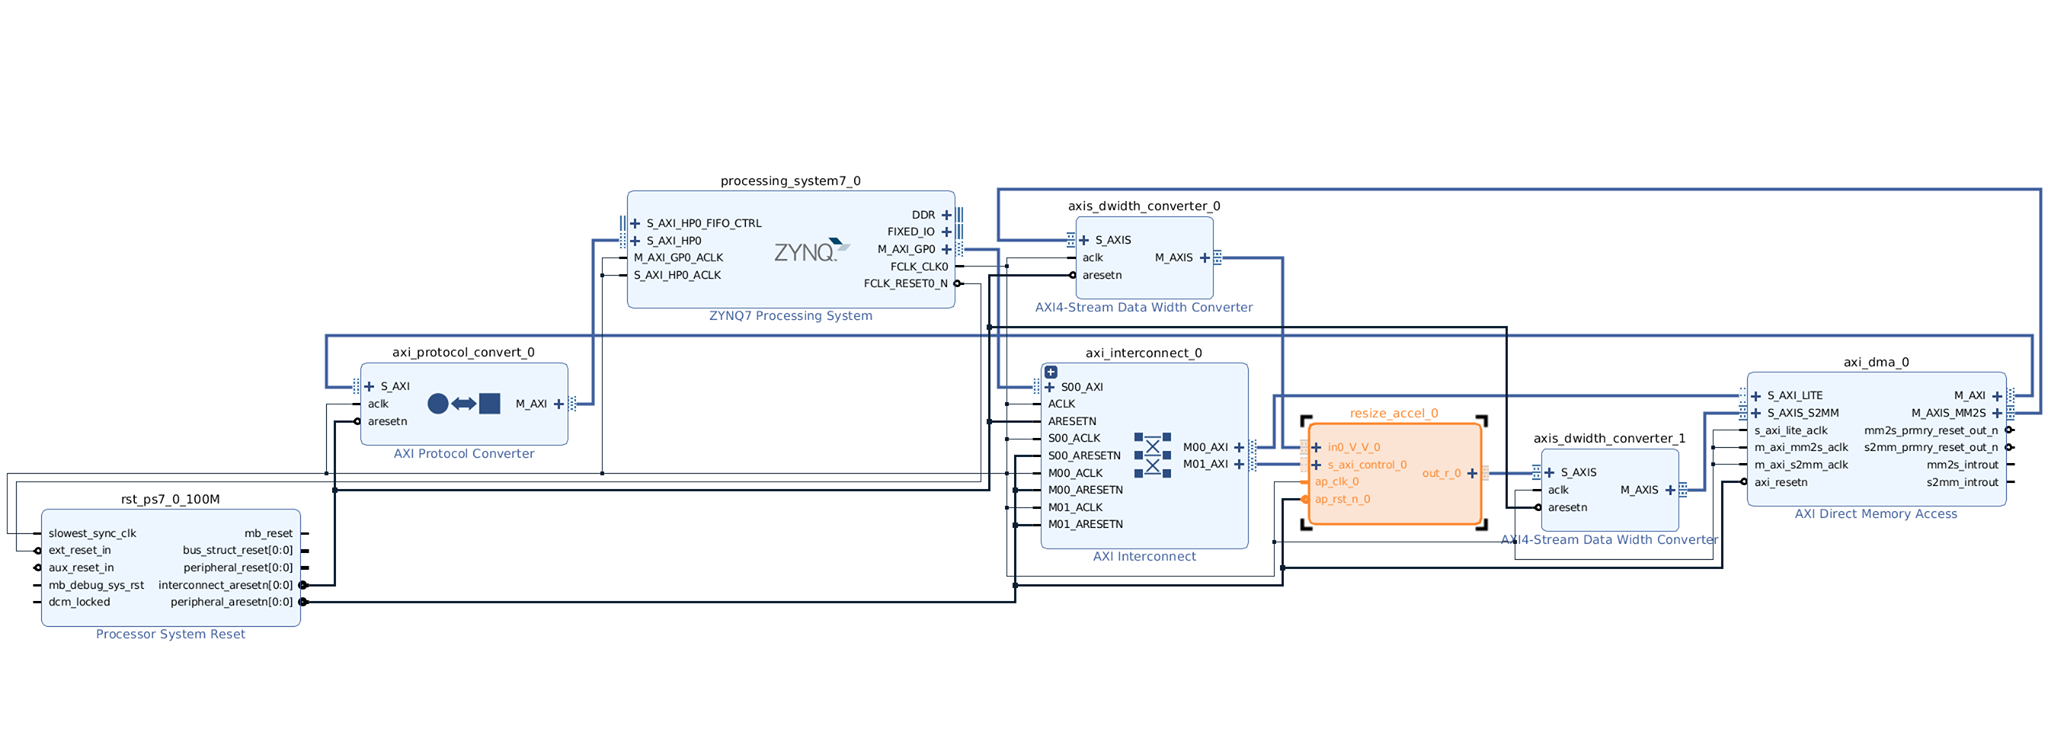 processing_system7_0
S_AXI_HP0_FIFO_CTRL
S_AXI_HP0
M_AXI_GP0_ACLK
S_AXI_HP0_ACLK
ZYNQ
DDR
FIXED_IO
M_AXI_GP0
FCLK_CLK0
FCLK_RESET0_N
ZYNQ7 Processing System
axis_dwidth_converter_0
S_AXIS
aclk
aresetn
M_AXIS
AXI4-Stream Data Width Converter
axi_protocol_convert_0
S_AXI
aclk
aresetn
M_AXI
AXI Protocol Converter
axi_interconnect_0
S00_AXI
ACLK
ARESETN
S00_ACLK
S00_ARESETN
M00_ACLK
M00_ARESETN
M01_ACLK
M01_ARESETN
M00_AXI
M01_AXI
AXI Interconnect
resize_accel_0
in0_V_V_0
s_axi_control_0
ap_clk_0
ap_rst_n_0
out_r_0
axis_dwidth_converter_1
S_AXIS
aclk
aresetn
M_AXIS
AXI4-Stream Data Width Converter
axi_dma_0
S_AXI_LITE
S_AXIS_S2MM
s_axi_lite_aclk
m_axi_mm2s_aclk
m_axi_s2mm_aclk
axi_resetn
M_AXI
M_AXIS_MM2S
mm2s_prmry_reset_out_n
s2mm_prmry_reset_out_n
mm2s_introut
s2mm_introut
AXI Direct Memory Access
rst_ps7_0_100M
slowest_sync_clk
ext_reset_in
aux_reset_in
mb_debug_sys_rst
dcm_locked
mb_reset
bus_struct_reset[0:0]
peripheral_reset[0:0]
interconnect_aresetn[0:0]
peripheral_aresetn[0:0]
Processor System Reset